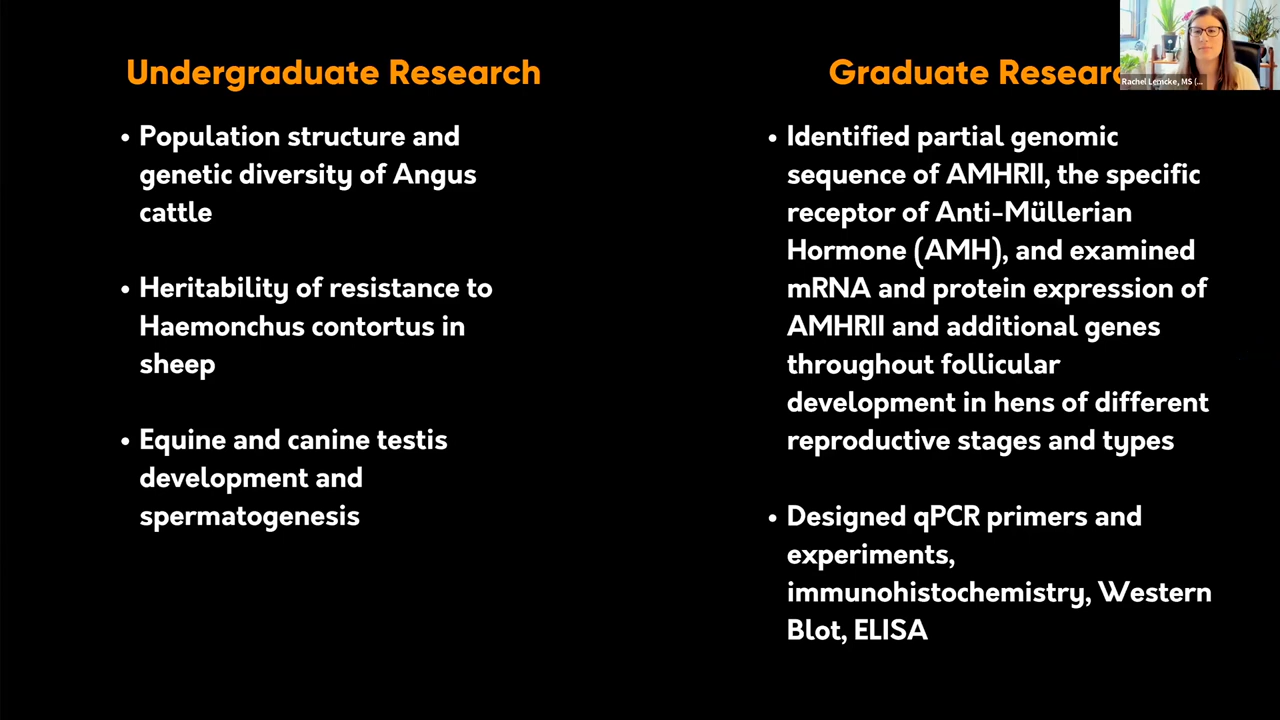 Undergraduate Research
• Population structure and
genetic diversity of Angus
cattle
• Heritability of resistance to
Haemonchus contortus in
sheep
• Equine and canine testis
development and
spermatogenesis
Graduate Researc
Rachel Lemcke, MS (...
• Identified partial genomic
sequence of AMHRII, the specific
receptor of Anti-Müllerian
Hormone (AMH), and examined
mRNA and protein expression of
AMHRII and additional genes
throughout follicular
development in hens of different
reproductive stages and types
• Designed qPCR primers and
experiments,
immunohistochemistry, Western
Blot, ELISA